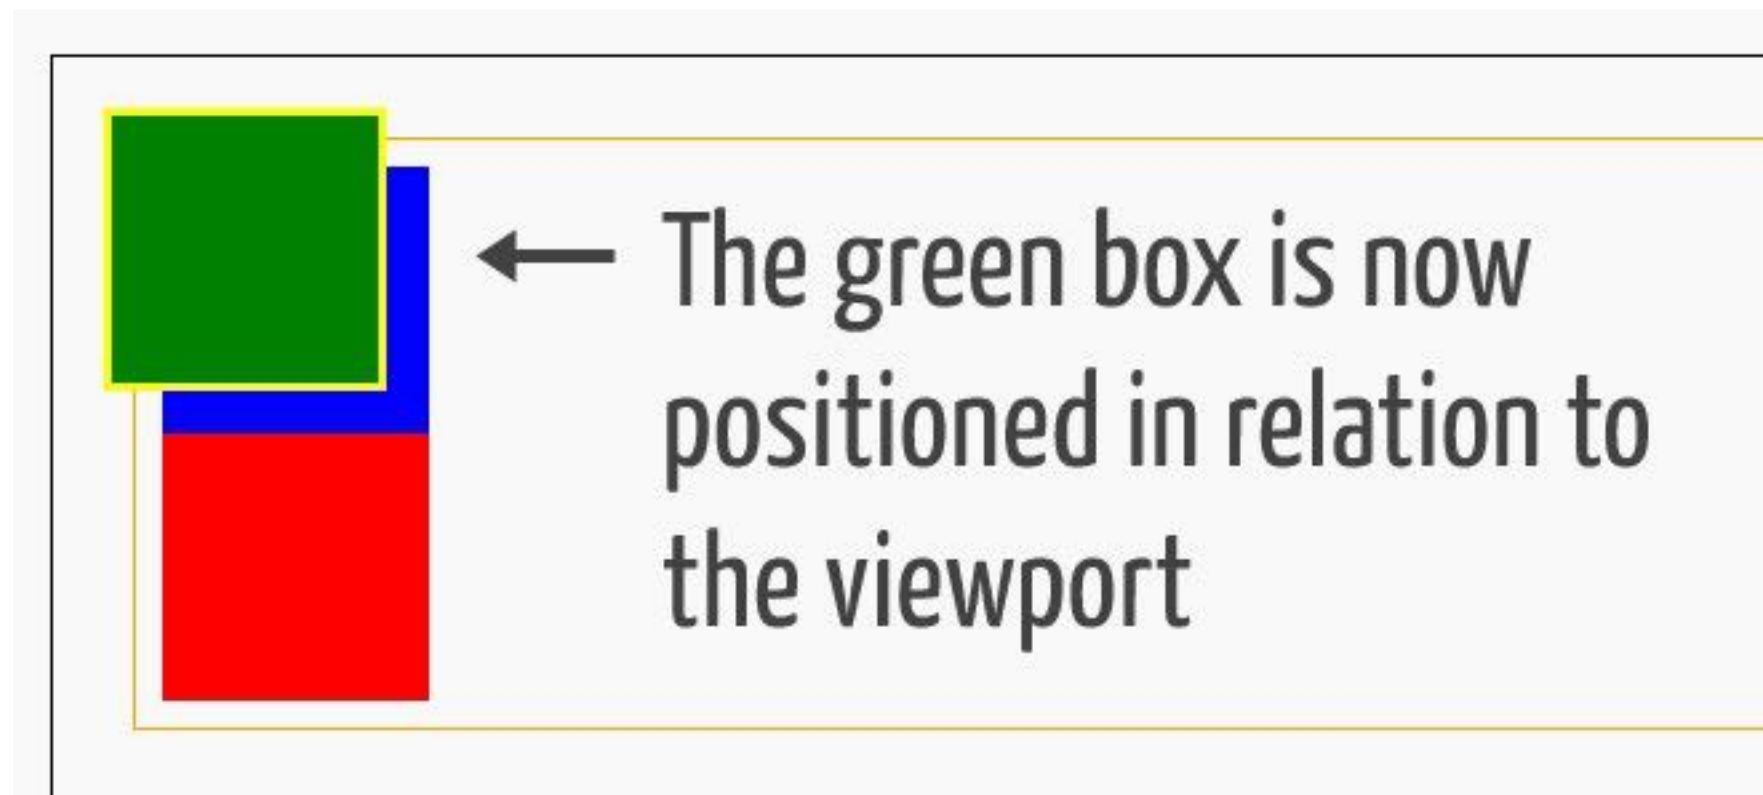 The green box is now
positioned in relation to
the viewport